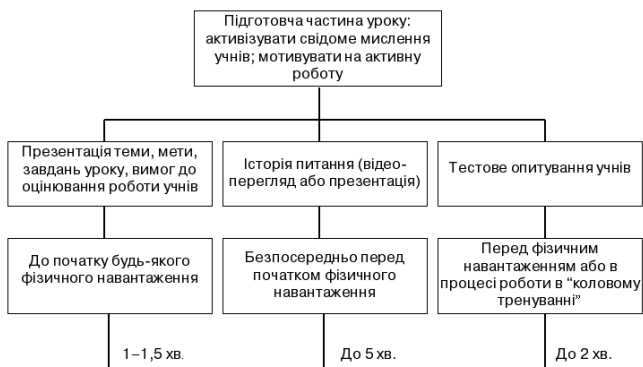 Підготовча частина уроку:
активізувати свідоме мислення
учнів; мотивувати на активну
роботу
Презентація теми, мети,
завдань уроку, вимог до
оцінювання роботи учнів
Історія питання (відео-
перегляд або презентація)
Тестове опитування учнів
До початку будь-якого
фізичного навантаження
Безпосередньо перед
початком фізичного
навантаження
Перед фізичним
навантаженням або в
процесі роботи в “коловому
тренуванні”
1–1,5 хв.
До 5 хв.
До 2 хв.